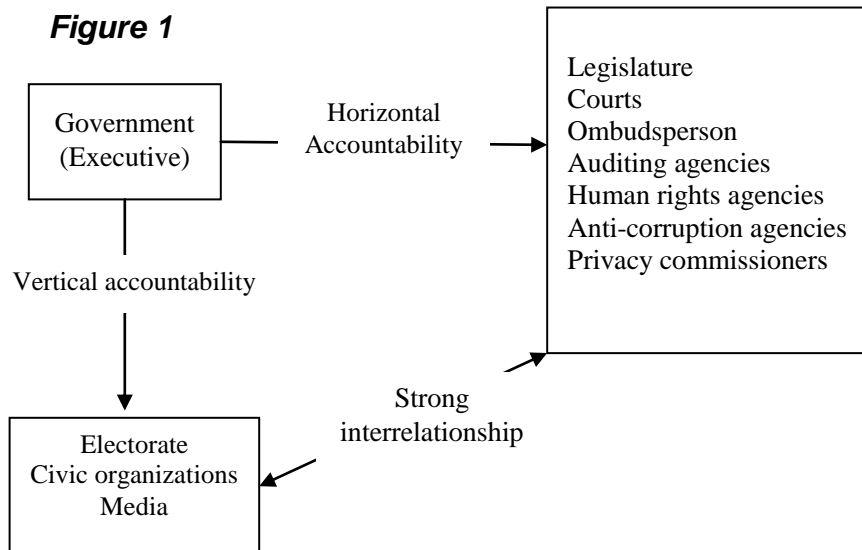 Figure 1
Government
(Executive)
Horizontal
Accountability
Legislature
Courts
Ombudsperson
Auditing agencies
Human rights agencies
Anti-corruption agencies
Privacy commissioners
Vertical accountability
Strong
interrelationship
Electorate
Civic organizations
Media